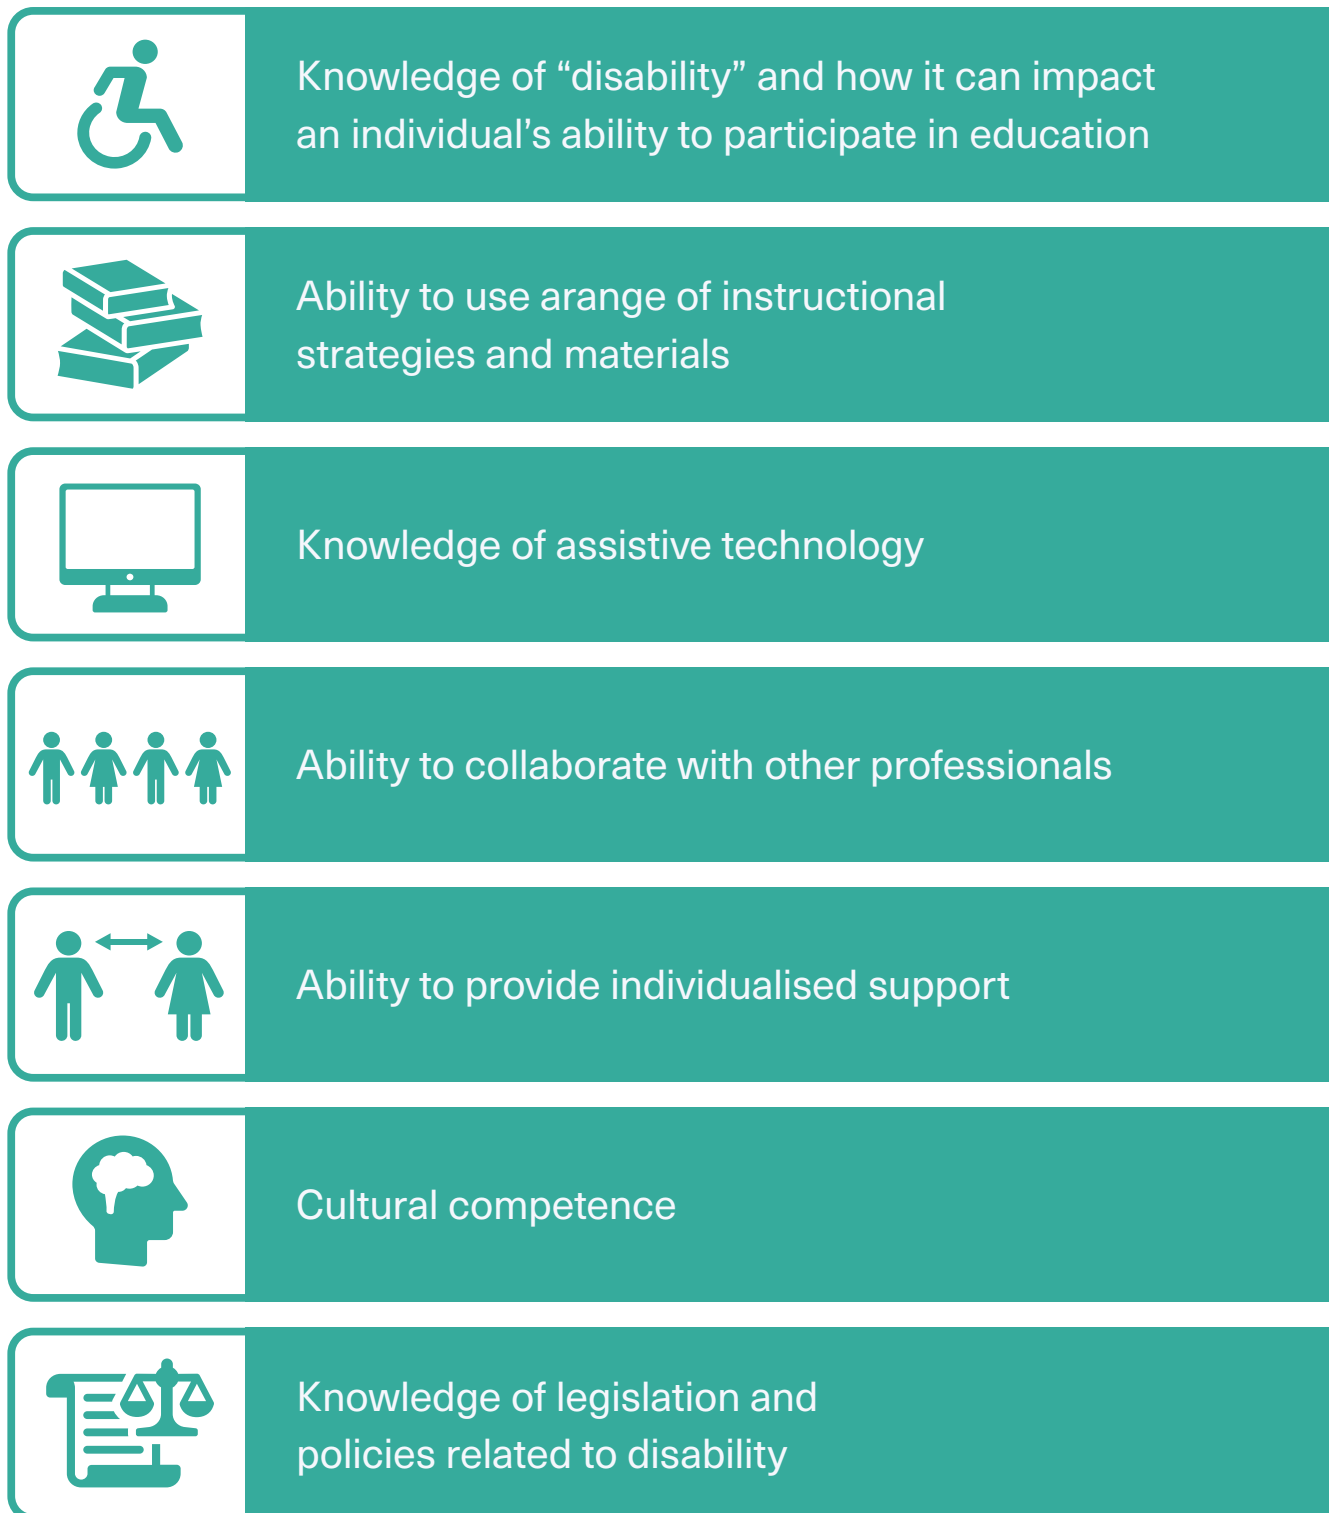 Knowledge of “disability” and how it can impact
an individual’s ability to participate in education
Ability to use arange of instructional
strategies and materials
Knowledge of assistive technology
Ability to collaborate with other professionals
Ability to provide individualised support
Cultural competence
Knowledge of legislation and
policies related to disability